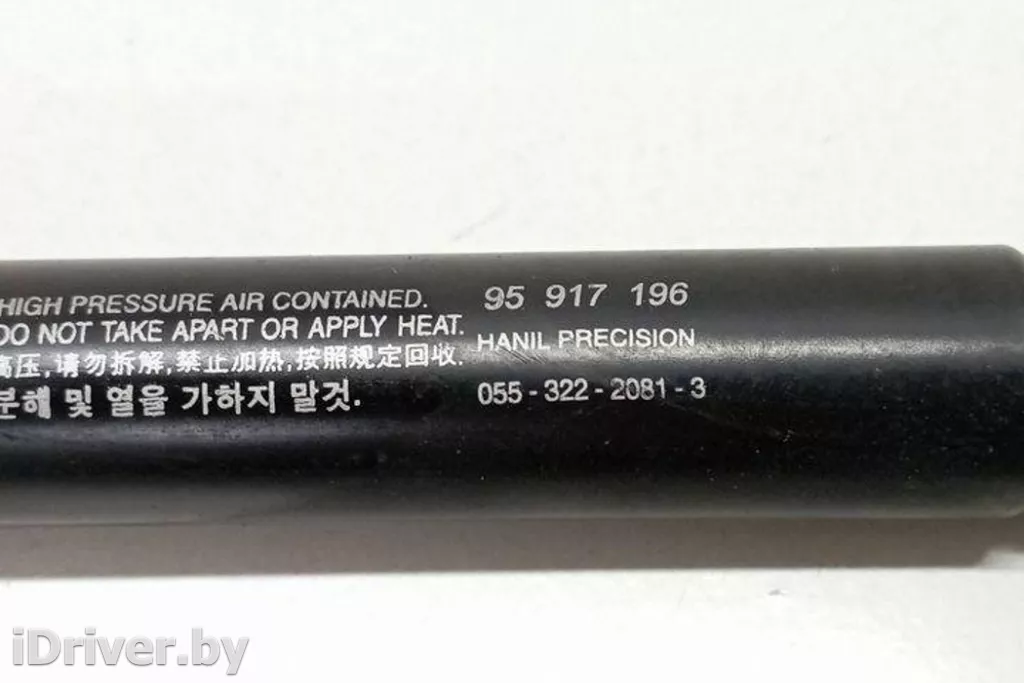 HIGH PRESSURE AIR CONTAINED.
DO NOT TAKE APART OR APPLY HEAT.
高压,请勿拆解,禁止加热,按照规定回收.
분해 및 열을 가하지 말것.
95 917 196
HANIL PRECISION
055-322-2081-3
iDriver.by